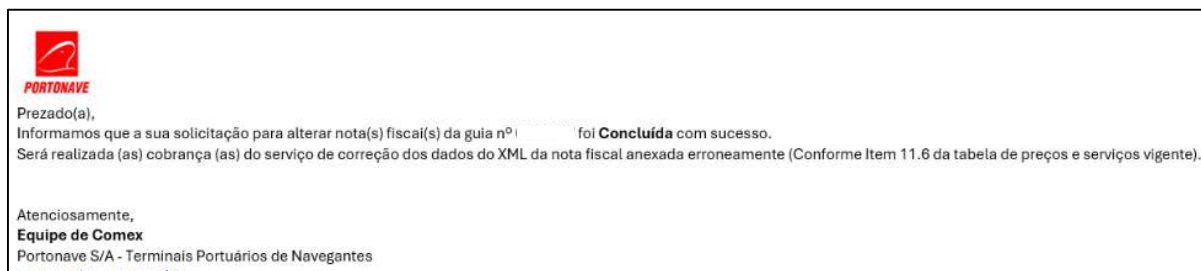 PORTONAVE
Prezado(a),
Informamos que a sua solicitação para alterar nota(s) fiscai(s) da guia nº foi Concluída com sucesso.
Será realizada (as) cobrança (as) do serviço de correção dos dados do XML da nota fiscal anexada erroneamente (Conforme Item 11.6 da tabela de preços e serviços vigente).
Atenciosamente,
Equipe de Comex
Portonave S/A - Terminais Portuários de Navegantes